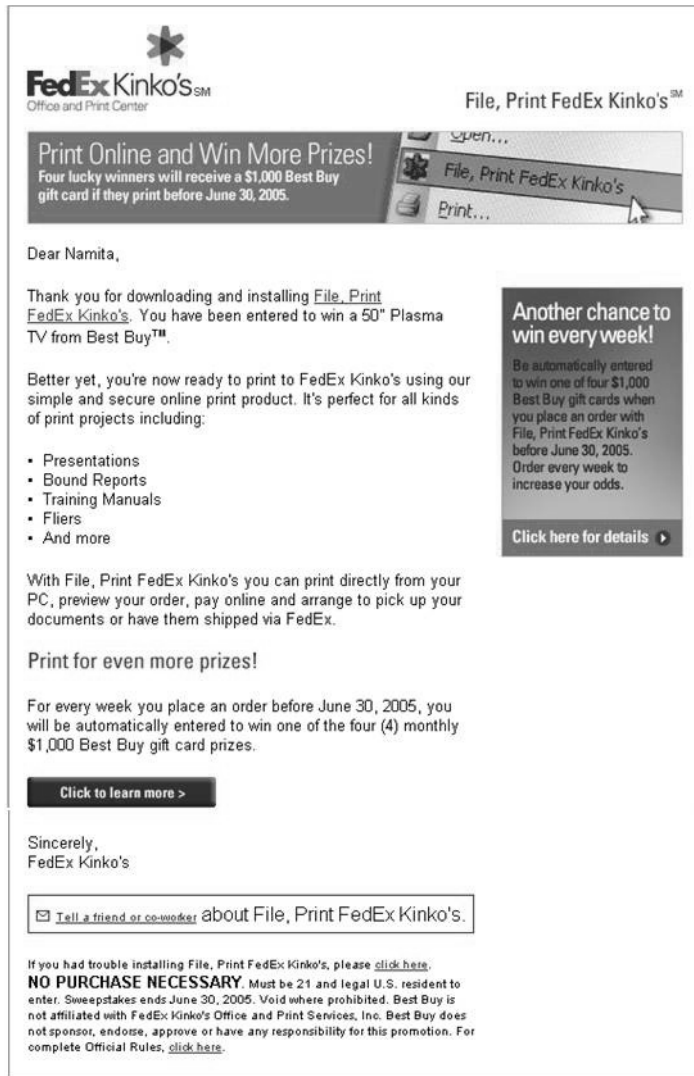 FedEx Kinko's℠
Office and Print Center
File, Print FedEx Kinko's℠
Print Online and Win More Prizes!
Four lucky winners will receive a $1,000 Best Buy
gift card if they print before June 30, 2005.
Open...
File, Print FedEx Kinko's
Print...
Dear Namita,
Thank you for downloading and installing File, Print
FedEx Kinko's. You have been entered to win a 50" Plasma
TV from Best Buy™.
Better yet, you're now ready to print to FedEx Kinko's using our
simple and secure online print product. It's perfect for all kinds
of print projects including:
▪ Presentations
▪ Bound Reports
▪ Training Manuals
▪ Fliers
▪ And more
With File, Print FedEx Kinko's you can print directly from your
PC, preview your order, pay online and arrange to pick up your
documents or have them shipped via FedEx.
Print for even more prizes!
For every week you place an order before June 30, 2005, you
will be automatically entered to win one of the four (4) monthly
$1,000 Best Buy gift card prizes.
Click to learn more >
Sincerely,
FedEx Kinko's
Tell a friend or co-worker about File, Print FedEx Kinko's.
If you had trouble installing File, Print FedEx Kinko's, please click here.
NO PURCHASE NECESSARY. Must be 21 and legal U.S. resident to
enter. Sweepstakes ends June 30, 2005. Void where prohibited. Best Buy is
not affiliated with FedEx Kinko's Office and Print Services, Inc. Best Buy does
not sponsor, endorse, approve or have any responsibility for this promotion. For
complete Official Rules, click here.
Another chance to
win every week!
Be automatically entered
to win one of four $1,000
Best Buy gift cards when
you place an order with
File, Print FedEx Kinko's
before June 30, 2005.
Order every week to
increase your odds.
Click here for details